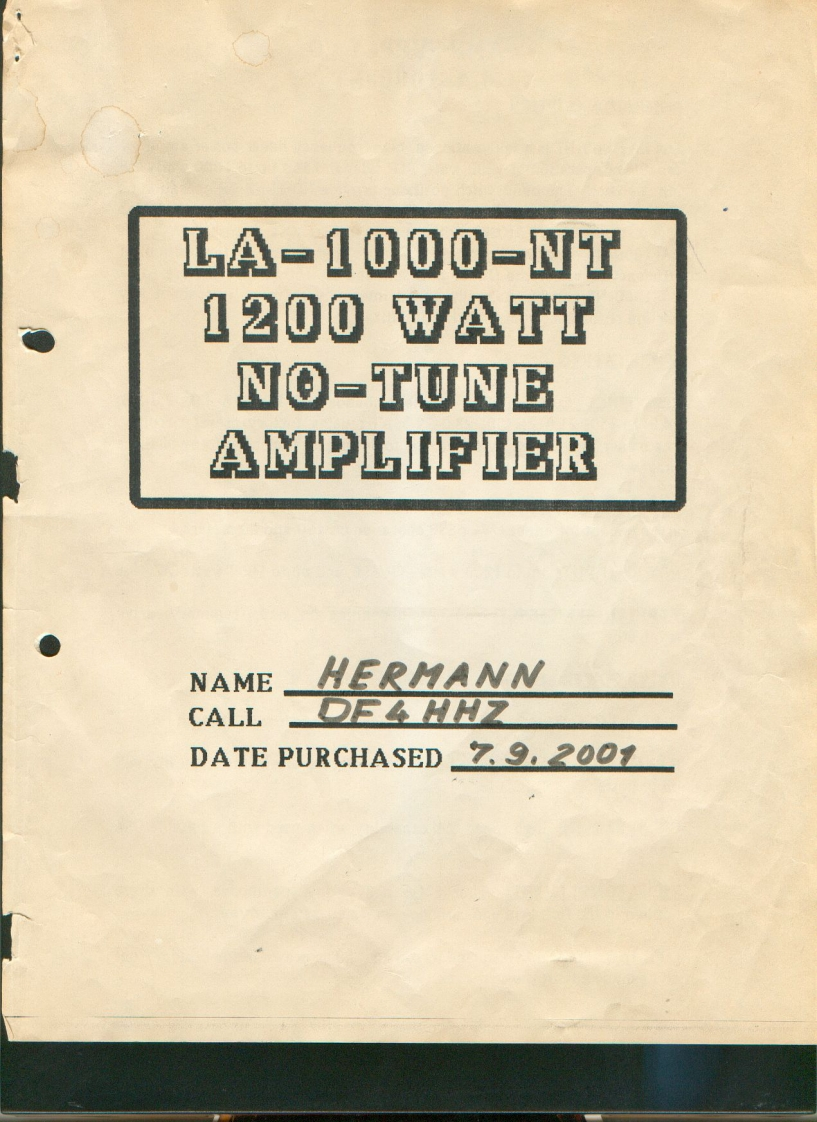 LA-1000-NT
1200 WATT
NO-TUNE
AMPLIFIER
NAME HERMANN
CALL DF4HHZ
DATE PURCHASED 7.9.2001